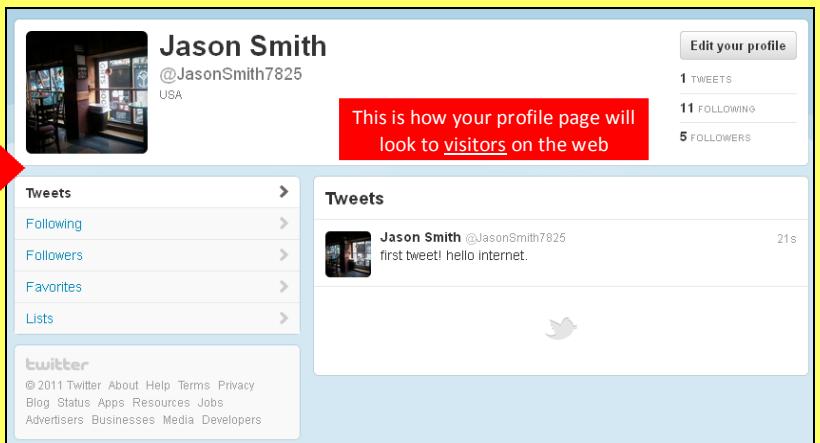 Jason Smith
@JasonSmith7825
USA
Edit your profile
1 TWEETS
11 FOLLOWING
5 FOLLOWERS
This is how your profile page will
look to visitors on the web
Tweets
Following
Followers
Favorites
Lists
twitter
© 2011 Twitter About Help Terms Privacy
Blog Status Apps Resources Jobs
Advertisers Businesses Media Developers
Tweets
Jason Smith @JasonSmith7825 21s
first tweet! hello internet.